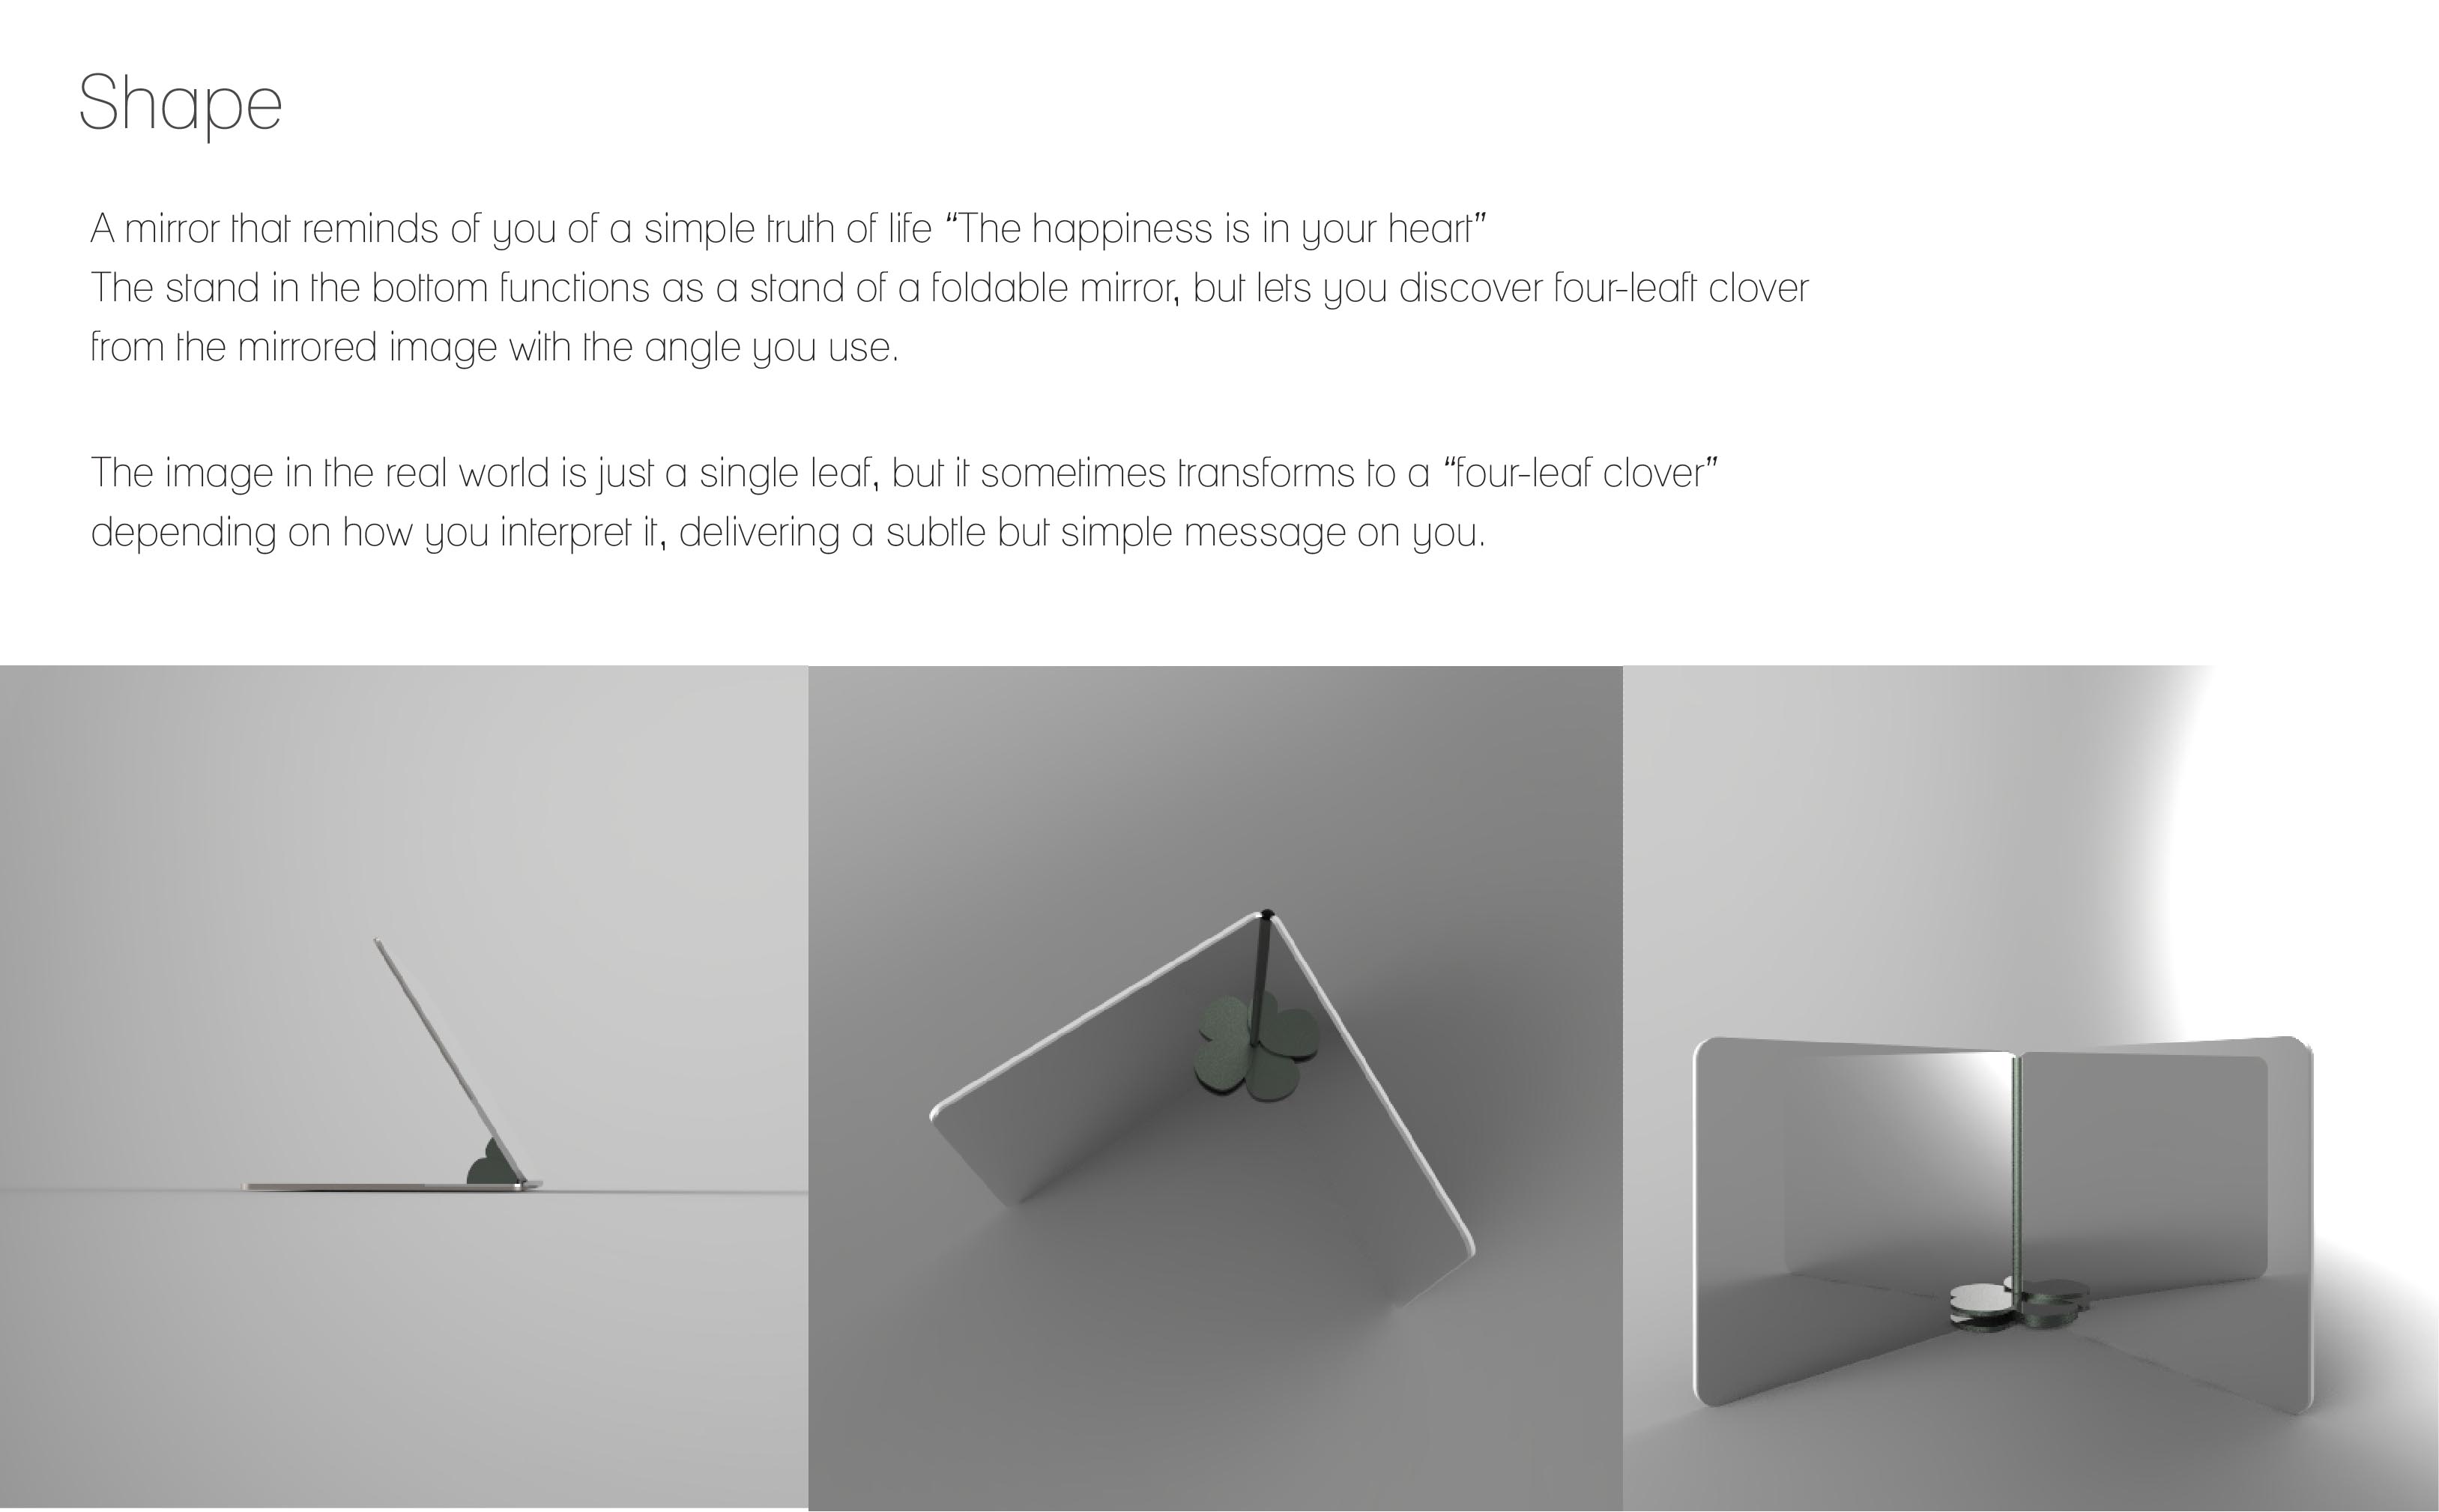 Shape
A mirror that reminds of you of a simple truth of life “The happiness is in your heart”
The stand in the bottom functions as a stand of a foldable mirror, but lets you discover four-leaft clover
from the mirrored image with the angle you use.
The image in the real world is just a single leaf, but it sometimes transforms to a “four-leaf clover”
depending on how you interpret it, delivering a subtle but simple message on you.